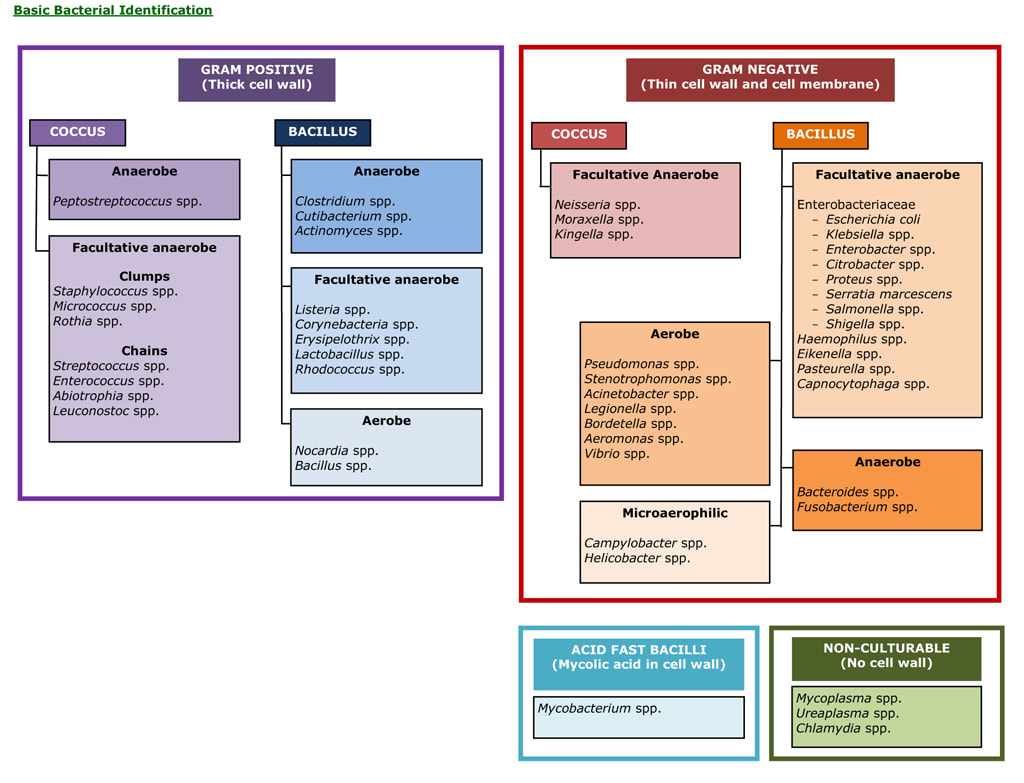 Basic Bacterial Identification
GRAM POSITIVE
(Thick cell wall)
COCCUS
Anaerobe
Peptostreptococcus spp.
Facultative anaerobe
Clumps
Staphylococcus spp.
Micrococcus spp.
Rothia spp.
Chains
Streptococcus spp.
Enterococcus spp.
Abiotrophia spp.
Leuconostoc spp.
BACILLUS
Anaerobe
Clostridium spp.
Cutibacterium spp.
Actinomyces spp.
Facultative anaerobe
Listeria spp.
Corynebacteria spp.
Erysipelothrix spp.
Lactobacillus spp.
Rhodococcus spp.
Aerobe
Nocardia spp.
Bacillus spp.
GRAM NEGATIVE
(Thin cell wall and cell membrane)
COCCUS
Facultative Anaerobe
Neisseria spp.
Moraxella spp.
Kingella spp.
BACILLUS
Facultative anaerobe
Enterobacteriaceae
– Escherichia coli
– Klebsiella spp.
– Enterobacter spp.
– Citrobacter spp.
– Proteus spp.
– Serratia marcescens
– Salmonella spp.
– Shigella spp.
Haemophilus spp.
Eikenella spp.
Pasteurella spp.
Capnocytophaga spp.
Aerobe
Pseudomonas spp.
Stenotrophomonas spp.
Acinetobacter spp.
Legionella spp.
Bordetella spp.
Aeromonas spp.
Vibrio spp.
Anaerobe
Bacteroides spp.
Fusobacterium spp.
Microaerophilic
Campylobacter spp.
Helicobacter spp.
ACID FAST BACILLI
(Mycolic acid in cell wall)
Mycobacterium spp.
NON-CULTURABLE
(No cell wall)
Mycoplasma spp.
Ureaplasma spp.
Chlamydia spp.